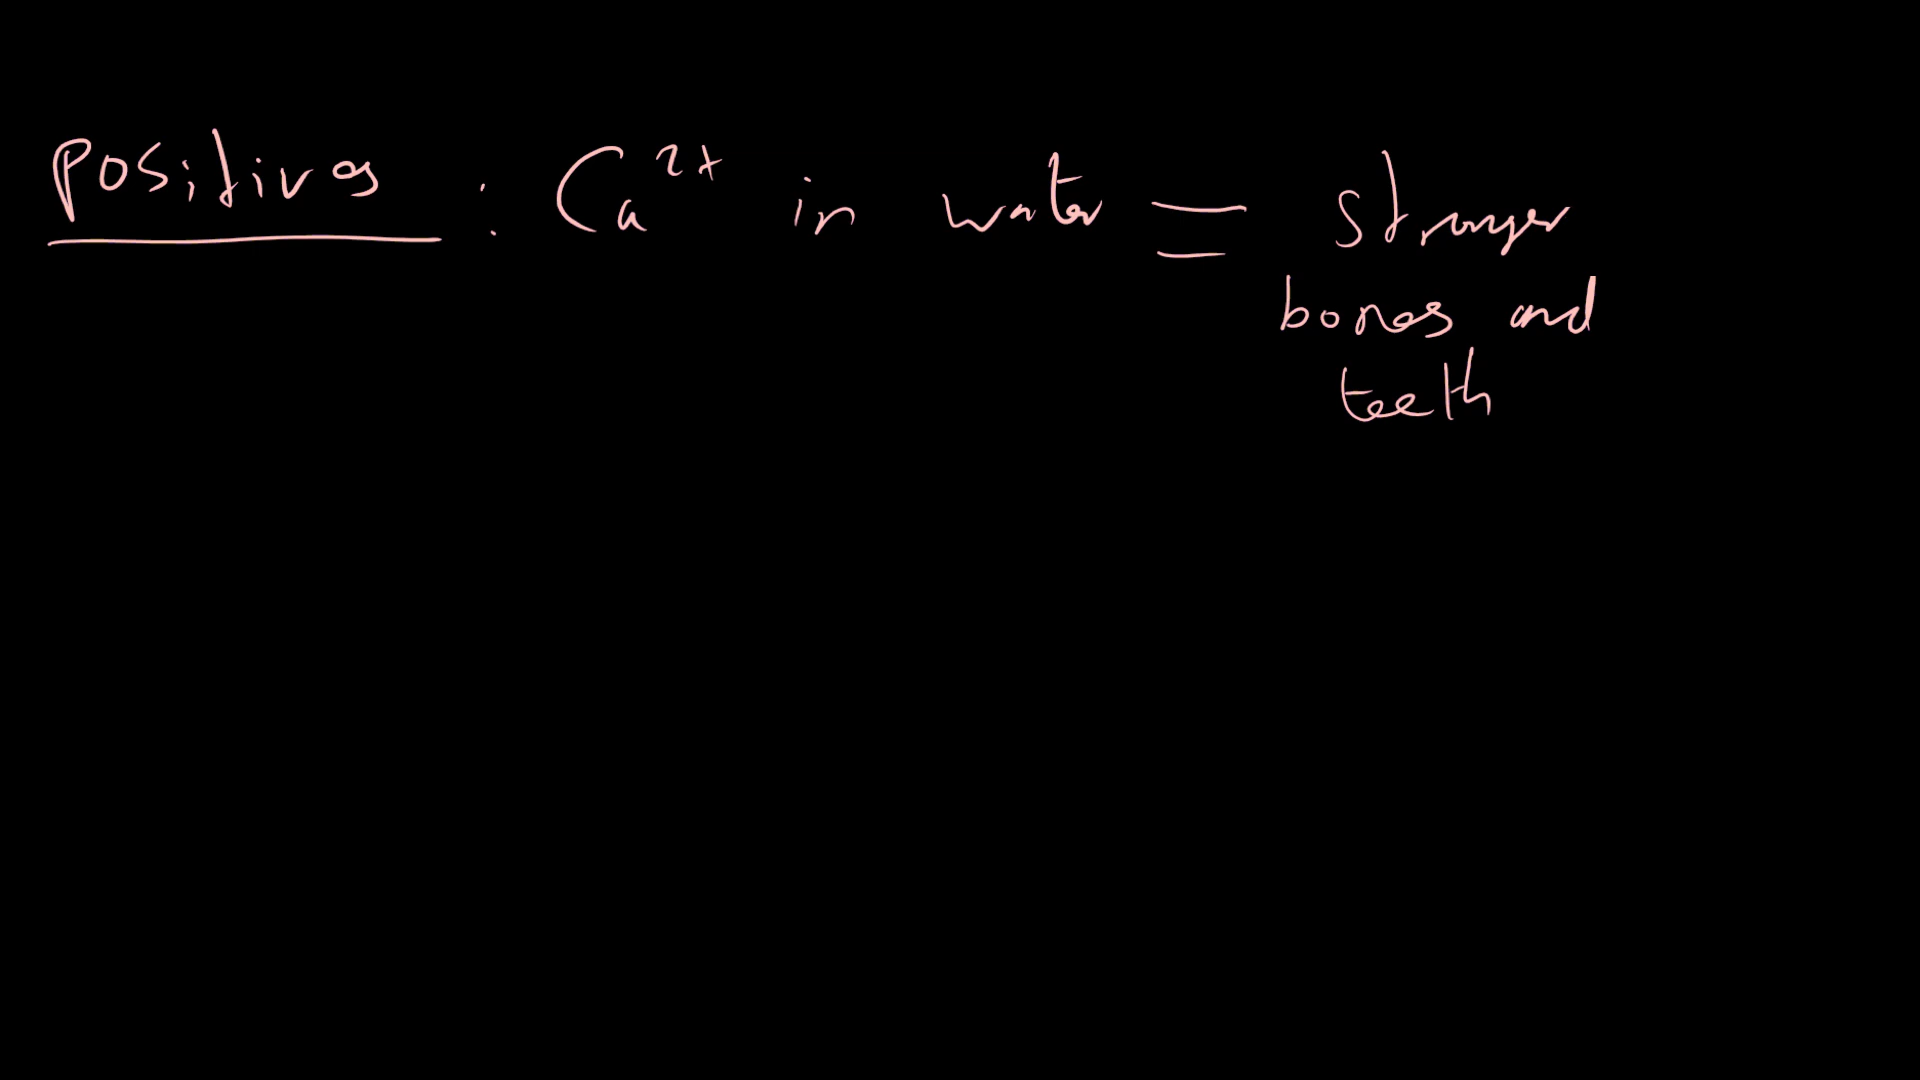 Positives : Ca²⁺ in water = stronger
bones and
teeth